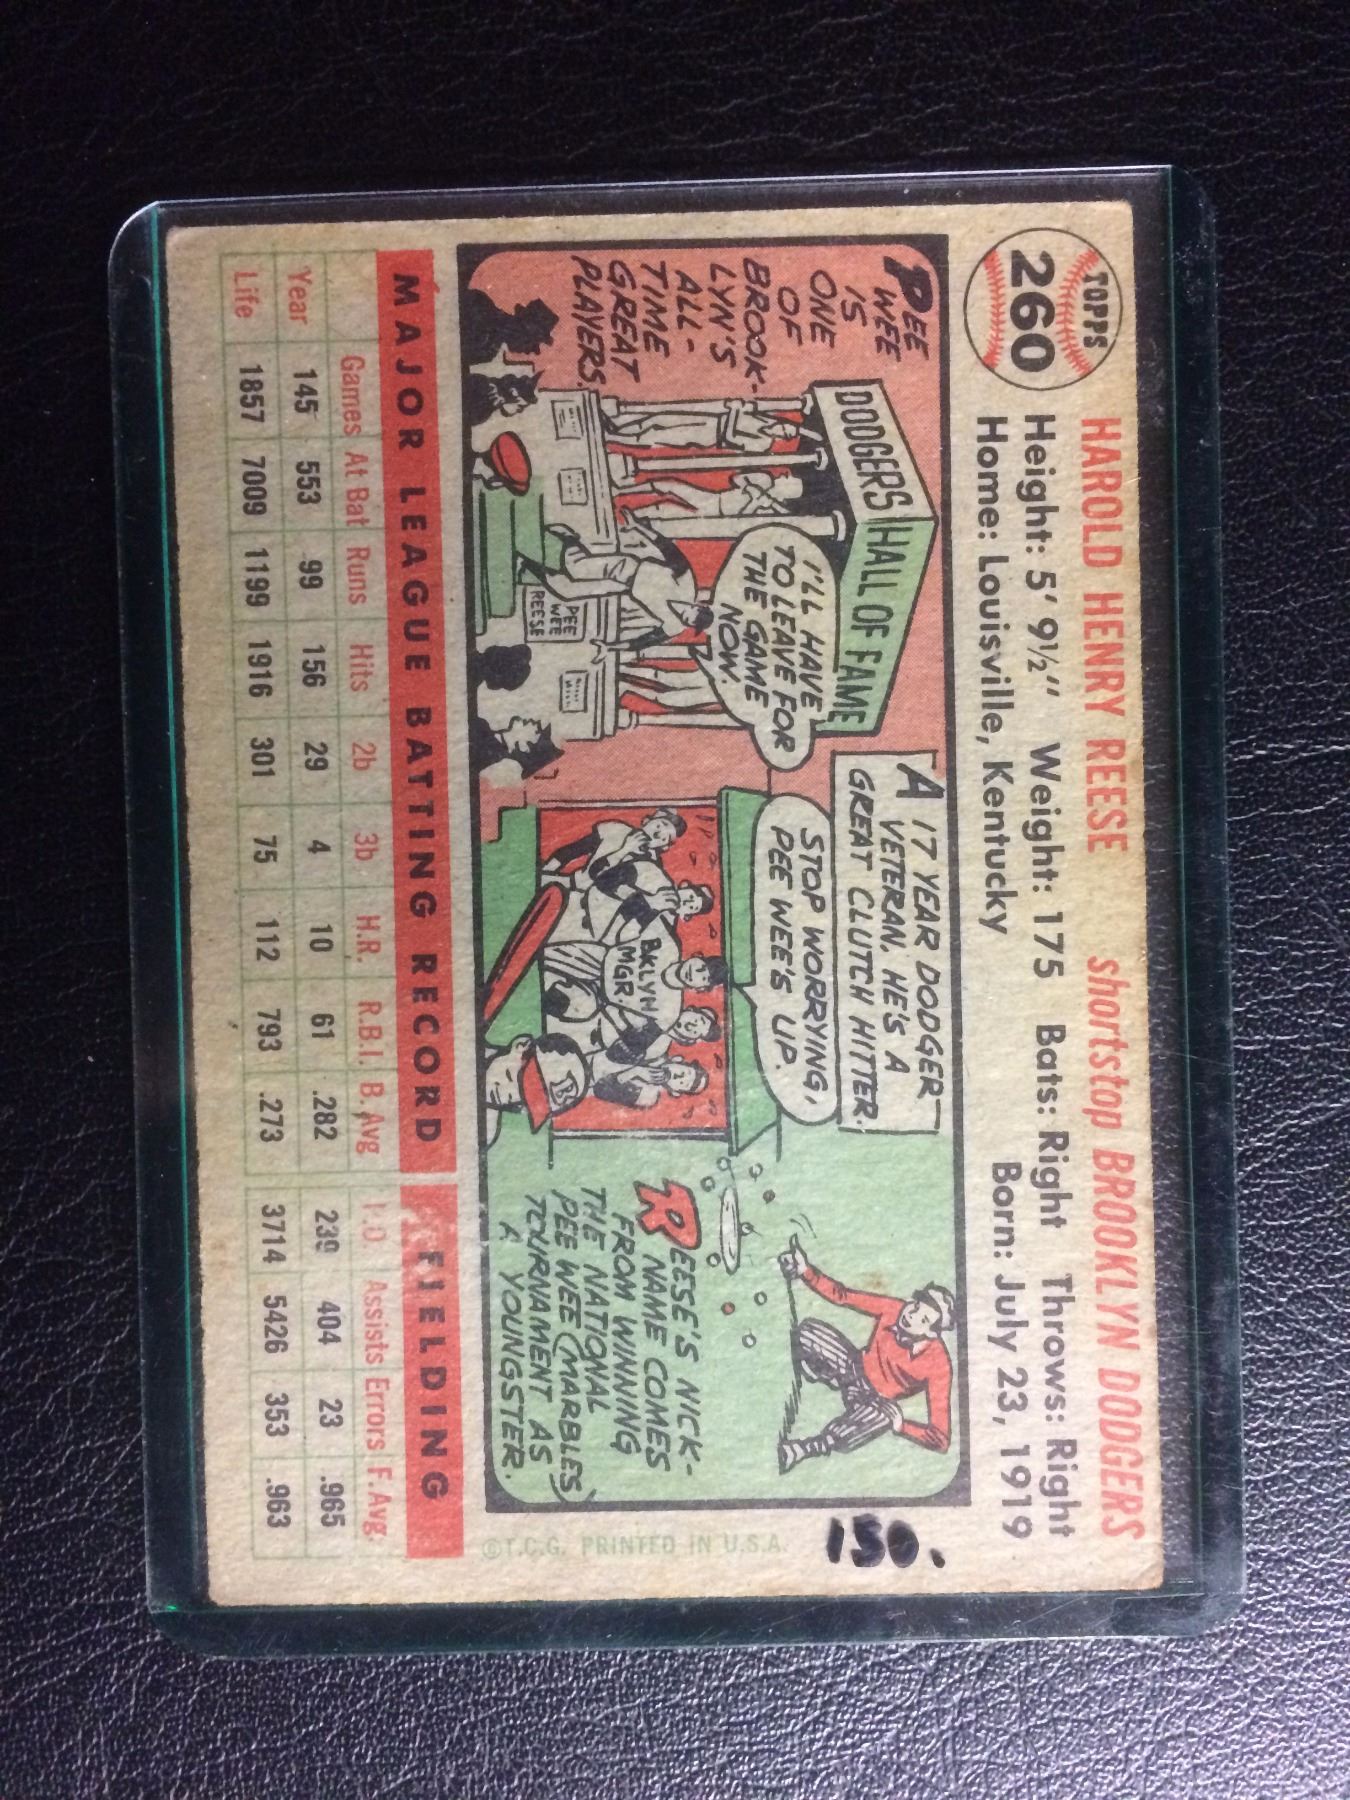 TOPPS
260
HAROLD HENRY REESE shortstop BROOKLYN DODGERS
Height: 5' 9½" Weight: 175 Bats: Right Throws: Right
Home: Louisville, Kentucky Born: July 23, 1919
PEE
WEE
IS
ONE
OF
BROOK-
LYN'S
ALL-
TIME
GREAT
PLAYERS.
DODGERS HALL OF FAME
I'LL HAVE
TO LEAVE FOR
THE GAME
NOW.
PEE
WEE
REESE
A 17 YEAR DODGER
VETERAN, HE'S A
GREAT CLUTCH HITTER.
STOP WORRYING,
PEE WEE'S UP.
BKLYN
MGR.
B
REESE'S NICK-
NAME COMES
FROM WINNING
THE NATIONAL
PEE WEE (MARBLES)
TOURNAMENT AS
A YOUNGSTER.
150.
©T.C.G. PRINTED IN U.S.A.
MAJOR LEAGUE BATTING RECORD FIELDING
Games At Bat Runs Hits 2b 3b H.R. R.B.I. B.Avg P.O. Assists Errors F.Avg.
Year 145 553 99 156 29 4 10 61 .282 239 404 23 .965
Life 1857 7009 1199 1916 301 75 112 793 .273 3714 5426 353 .963